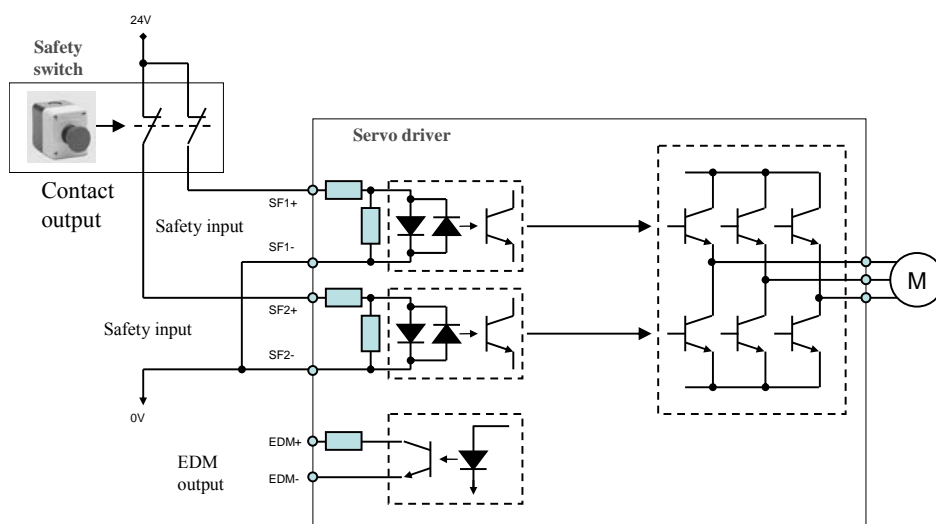 24V
Safety
switch
Servo driver
Contact
output
SF1+
Safety input
SF1-
M
SF2+
Safety input
SF2-
0V
EDM+
EDM
output
EDM-